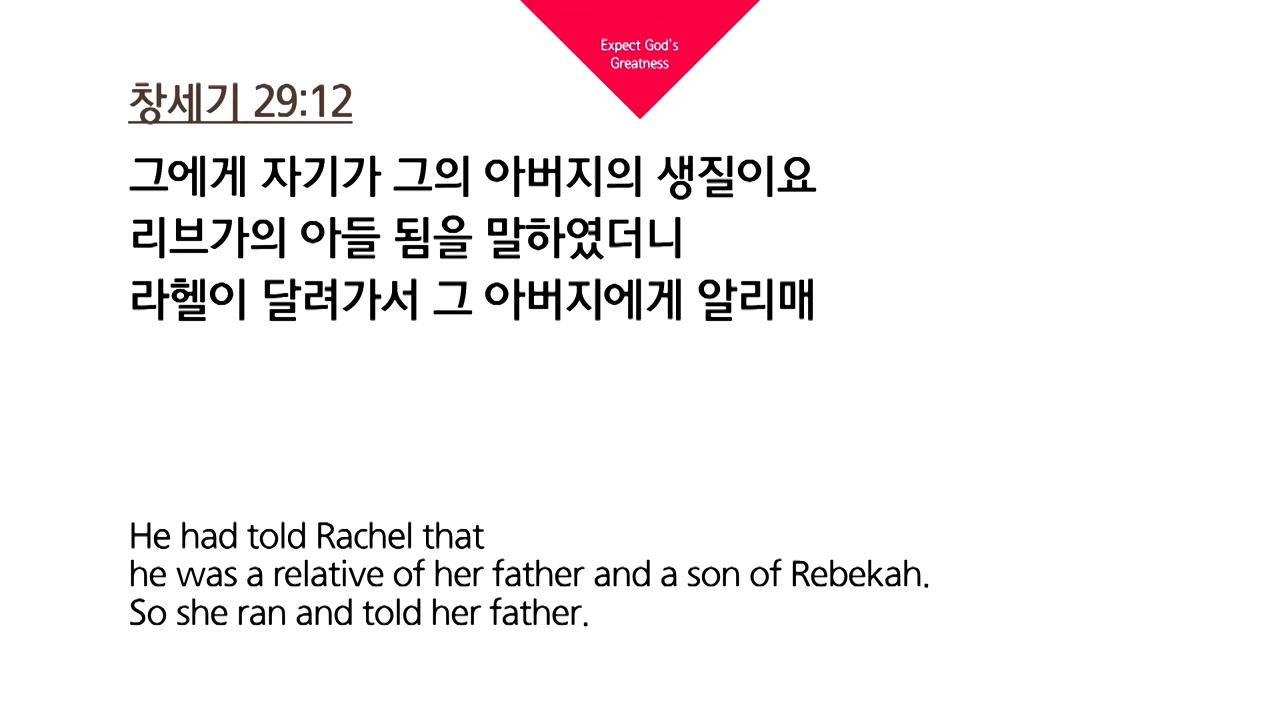 Expect God's
Greatness
창세기 29:12
그에게 자기가 그의 아버지의 생질이요
리브가의 아들 됨을 말하였더니
라헬이 달려가서 그 아버지에게 알리매
He had told Rachel that
he was a relative of her father and a son of Rebekah.
So she ran and told her father.